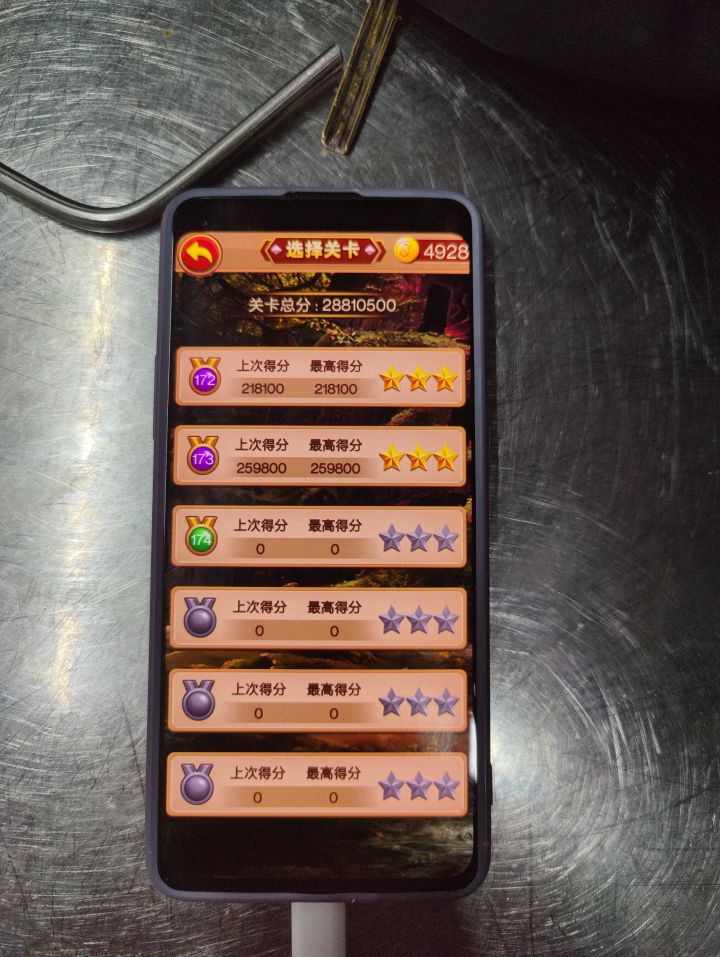 选择关卡 4928
关卡总分:28810500
172 上次得分 最高得分
218100 218100
173 上次得分 最高得分
259800 259800
174 上次得分 最高得分
0 0
上次得分 最高得分
0 0
上次得分 最高得分
0 0
上次得分 最高得分
0 0